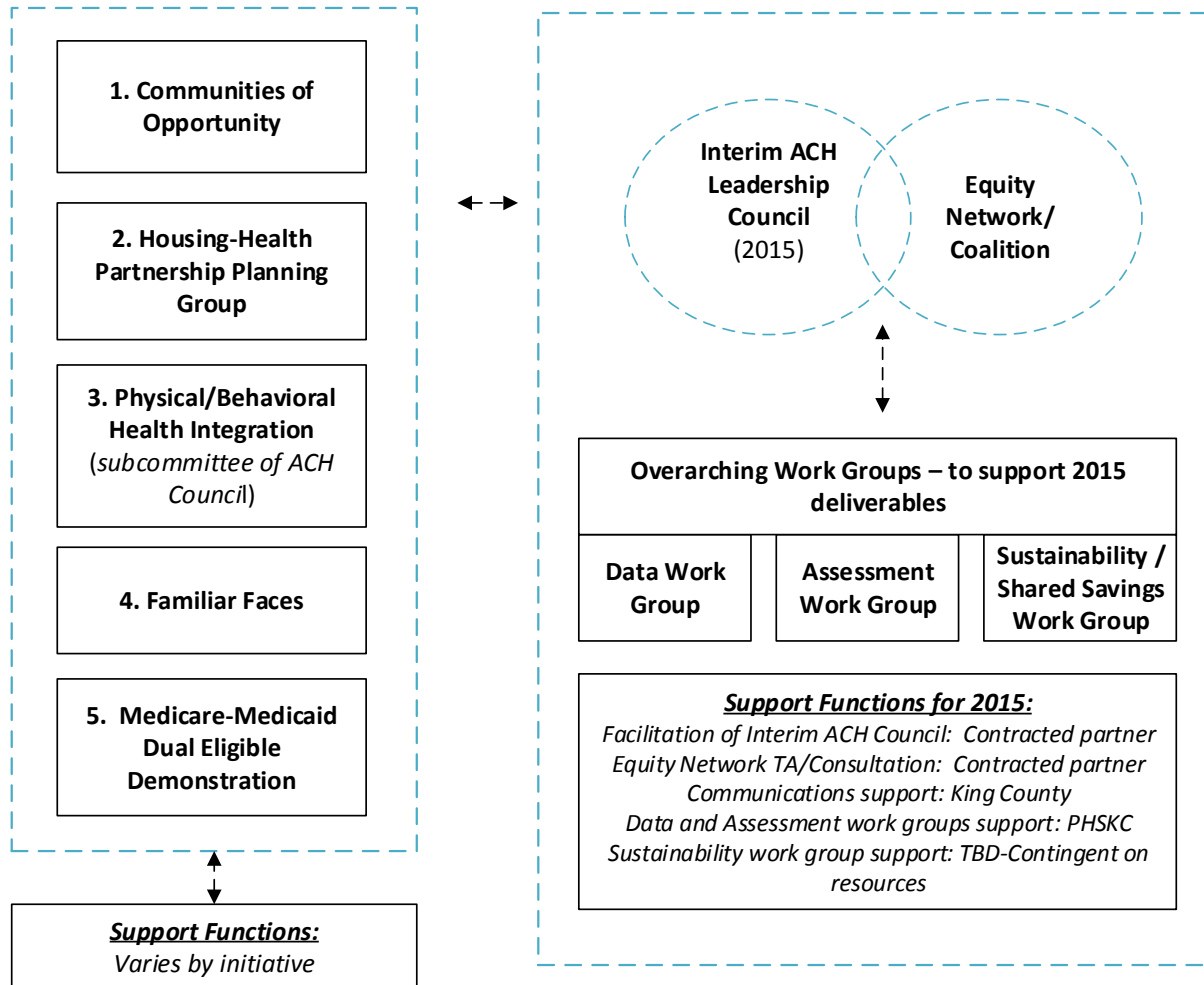 1. Communities of
Opportunity
2. Housing-Health
Partnership Planning
Group
3. Physical/Behavioral
Health Integration
(subcommittee of ACH
Council)
4. Familiar Faces
5. Medicare-Medicaid
Dual Eligible
Demonstration
Support Functions:
Varies by initiative
Interim ACH
Leadership
Council
(2015)
Equity
Network/
Coalition
Overarching Work Groups – to support 2015
deliverables
Data Work
Group
Assessment
Work Group
Sustainability /
Shared Savings
Work Group
Support Functions for 2015:
Facilitation of Interim ACH Council: Contracted partner
Equity Network TA/Consultation: Contracted partner
Communications support: King County
Data and Assessment work groups support: PHSKC
Sustainability work group support: TBD-Contingent on
resources